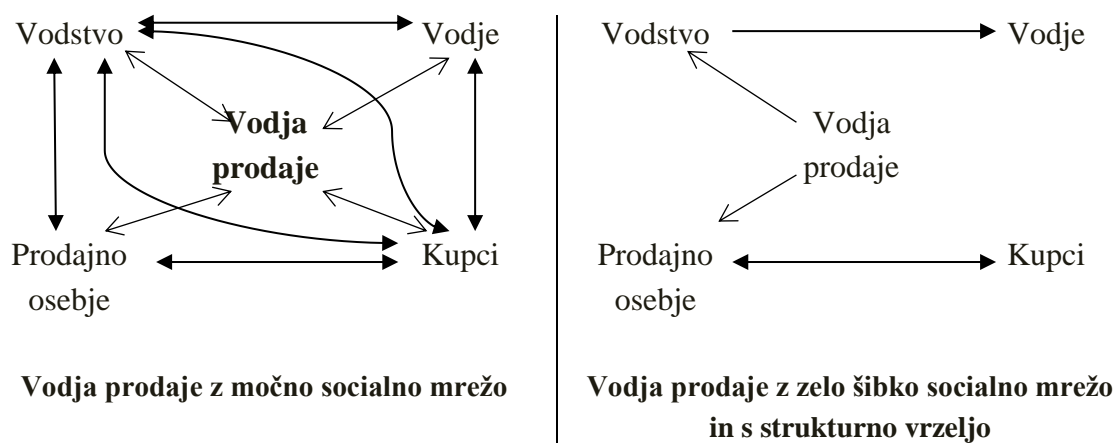 Vodstvo
Vodje
Vodja
prodaje
Prodajno
osebje
Kupci
Vodja prodaje z močno socialno mrežo
Vodstvo
Vodje
Vodja
prodaje
Prodajno
osebje
Kupci
Vodja prodaje z zelo šibko socialno mrežo
in s strukturno vrzeljo